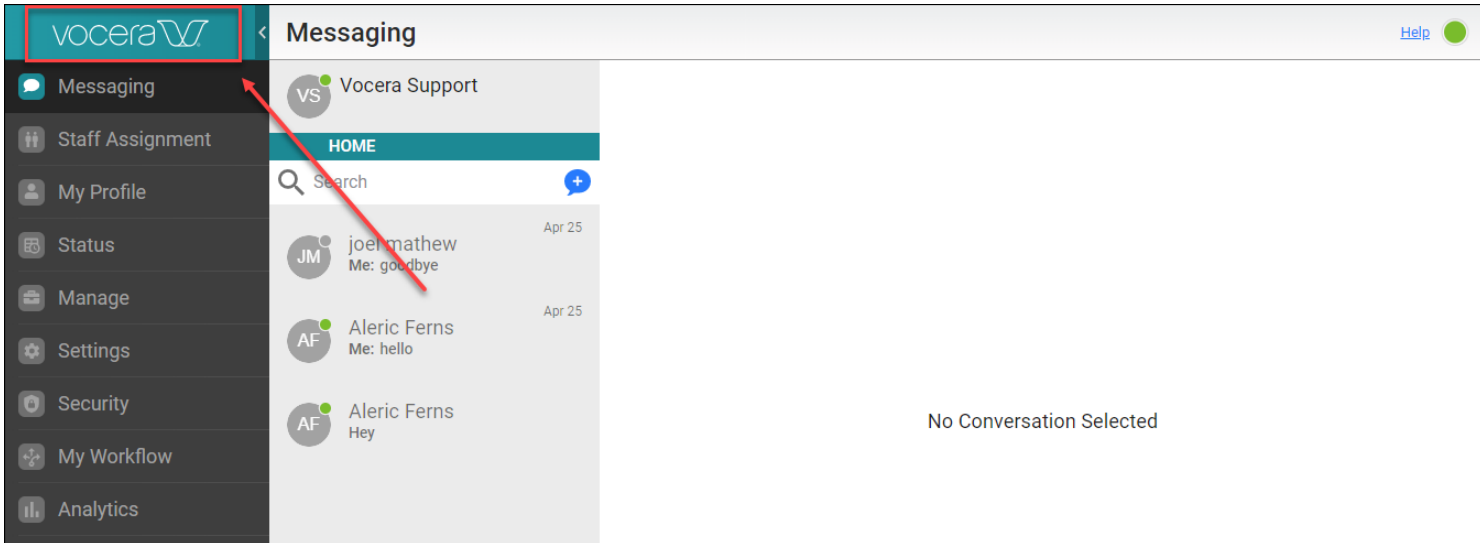 vocera
Messaging
Help
Messaging
Staff Assignment
My Profile
Status
Manage
Settings
Security
My Workflow
Analytics
VS
Vocera Support
HOME
Search
Apr 25
JM
joel mathew
Me: goodbye
Apr 25
AF
Aleric Ferns
Me: hello
AF
Aleric Ferns
Hey
No Conversation Selected